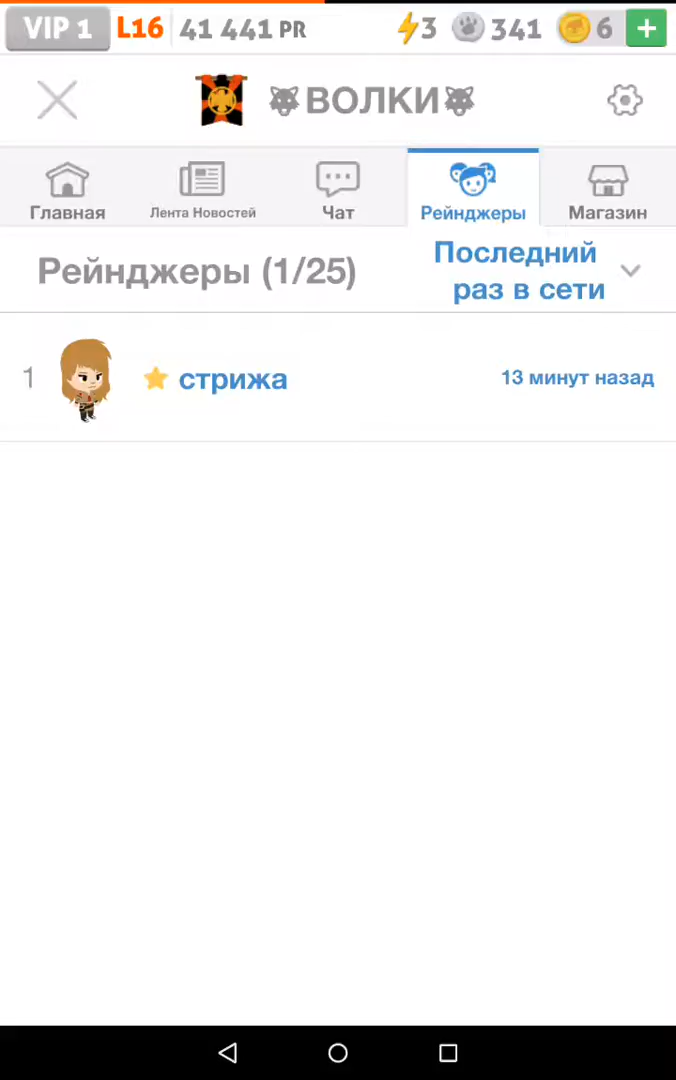 VIP 1 L16 41 441 PR 3 341 6 +
ВОЛКИ
Главная Лента Новостей Чат Рейнджеры Магазин
Рейнджеры (1/25) Последний
раз в сети
1 стрижа 13 минут назад